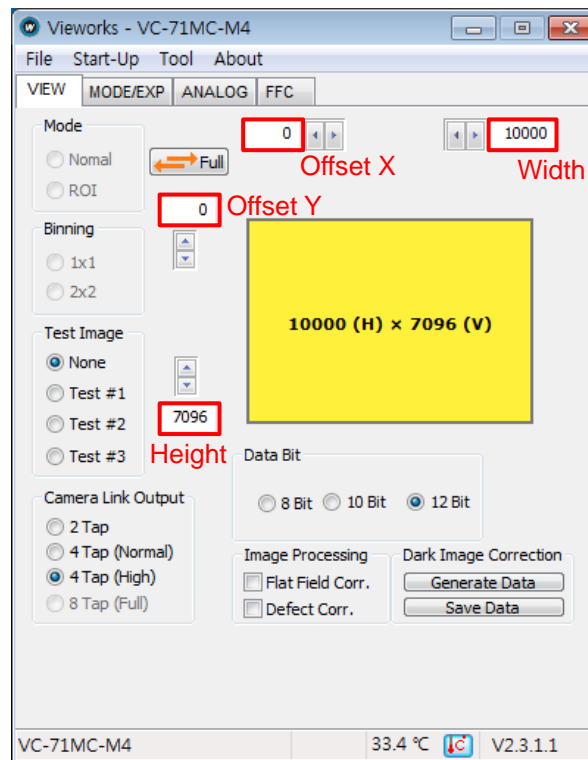 Vieworks - VC-71MC-M4
File Start-Up Tool About
VIEW MODE/EXP ANALOG FFC
Mode
Nomal
ROI
Full
0
Offset X
10000
Width
0
Offset Y
Binning
1x1
2x2
10000 (H) × 7096 (V)
Test Image
None
Test #1
Test #2
Test #3
7096
Height
Data Bit
8 Bit 10 Bit 12 Bit
Camera Link Output
2 Tap
4 Tap (Normal)
4 Tap (High)
8 Tap (Full)
Image Processing
Flat Field Corr.
Defect Corr.
Dark Image Correction
Generate Data
Save Data
VC-71MC-M4 33.4 ℃ C V2.3.1.1